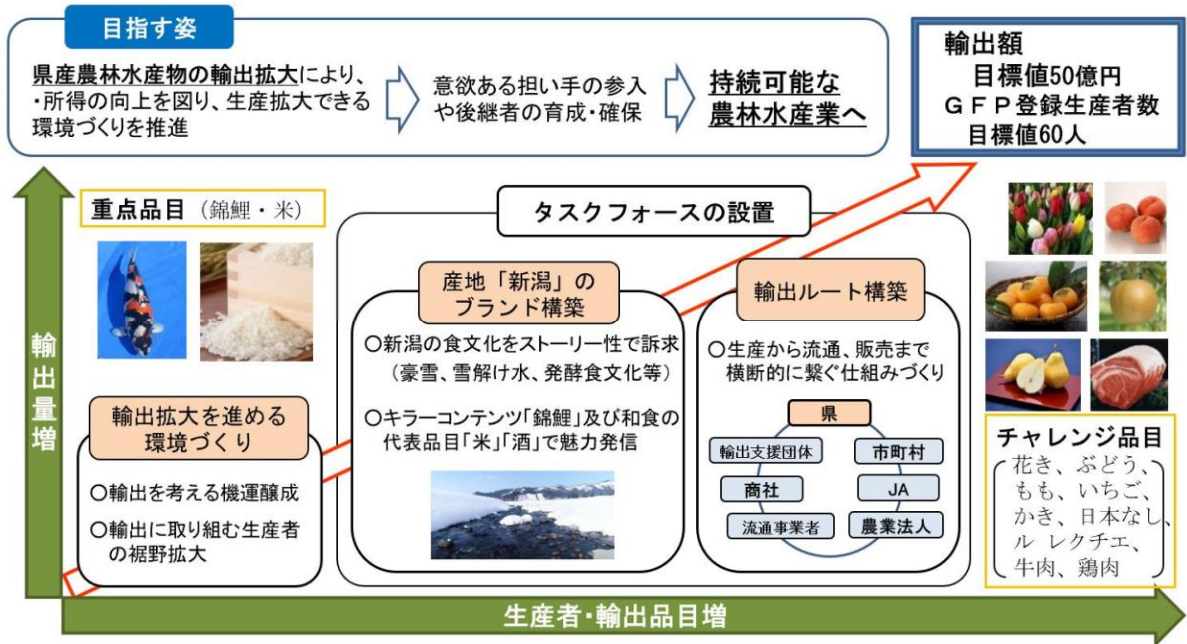 目指す姿
県産農林水産物の輸出拡大により、
・所得の向上を図り、生産拡大できる
環境づくりを推進
意欲ある担い手の参入
や後継者の育成・確保
持続可能な
農林水産業へ
輸出額
目標値50億円
ＧＦＰ登録生産者数
目標値60人
輸出量増
重点品目（錦鯉・米）
タスクフォースの設置
輸出拡大を進める
環境づくり
○輸出を考える機運醸成
○輸出に取り組む生産者
の裾野拡大
産地「新潟」の
ブランド構築
○新潟の食文化をストーリー性で訴求
（豪雪、雪解け水、発酵食文化等）
○キラーコンテンツ「錦鯉」及び和食の
代表品目「米」「酒」で魅力発信
輸出ルート構築
○生産から流通、販売まで
横断的に繋ぐ仕組みづくり
県
輸出支援団体
市町村
商社
JA
流通事業者
農業法人
チャレンジ品目
花き、ぶどう、
もも、いちご、
かき、日本なし、
ル レクチエ、
牛肉、鶏肉
生産者・輸出品目増